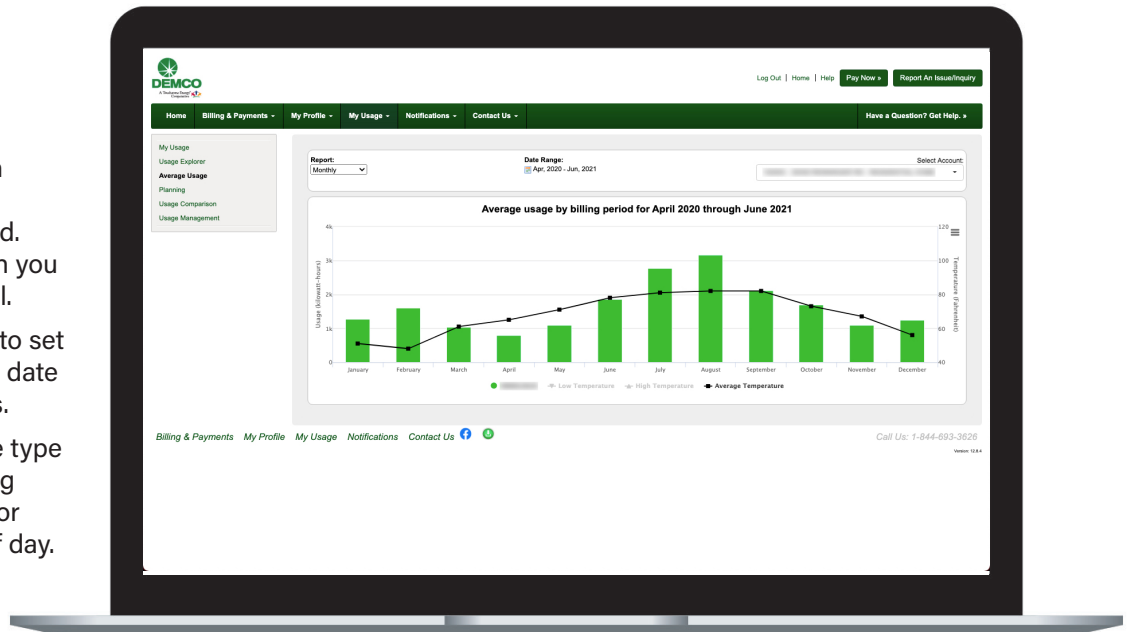 d.
n you
l.
to set
date
s.
e type
g
or
f day.
DEMCO
Log Out | Home | Help
Pay Now »
Report An Issue/Inquiry
Home
Billing & Payments
My Profile
My Usage
Notifications
Contact Us
Have a Question? Get Help. »
My Usage
Usage Explorer
Average Usage
Planning
Usage Comparison
Usage Management
Report:
Monthly
Date Range:
Apr, 2020 - Jun, 2021
Select Account:
Average usage by billing period for April 2020 through June 2021
Usage (kilowatt-hours)
4k
3k
2k
1k
0
120
100
80
60
40
Temperature (Fahrenheit)
January February March April May June July August September October November December
Low Temperature High Temperature Average Temperature
Billing & Payments My Profile My Usage Notifications Contact Us
Call Us: 1-844-693-3626
Version: 12.8.4